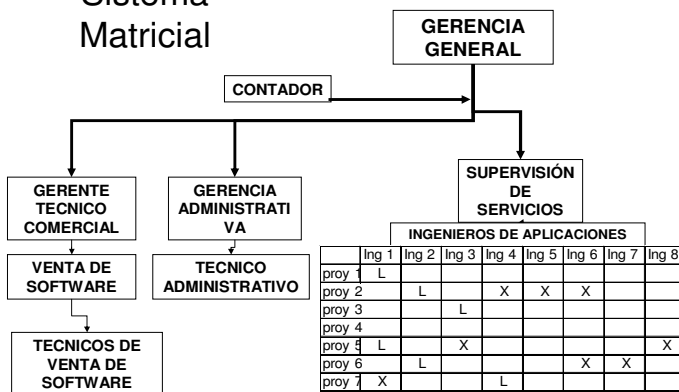 Sistema
Matricial
GERENCIA
GENERAL
CONTADOR
GERENTE
TECNICO
COMERCIAL
GERENCIA
ADMINISTRATI
VA
SUPERVISIÓN
DE
SERVICIOS
VENTA DE
SOFTWARE
TECNICO
ADMINISTRATIVO
TECNICOS DE
VENTA DE
SOFTWARE
INGENIEROS DE APLICACIONES
Ing 1 Ing 2 Ing 3 Ing 4 Ing 5 Ing 6 Ing 7 Ing 8
proy 1 L
proy 2 L X X X
proy 3 L
proy 4
proy 5 L X X
proy 6 L X X
proy 7 X L